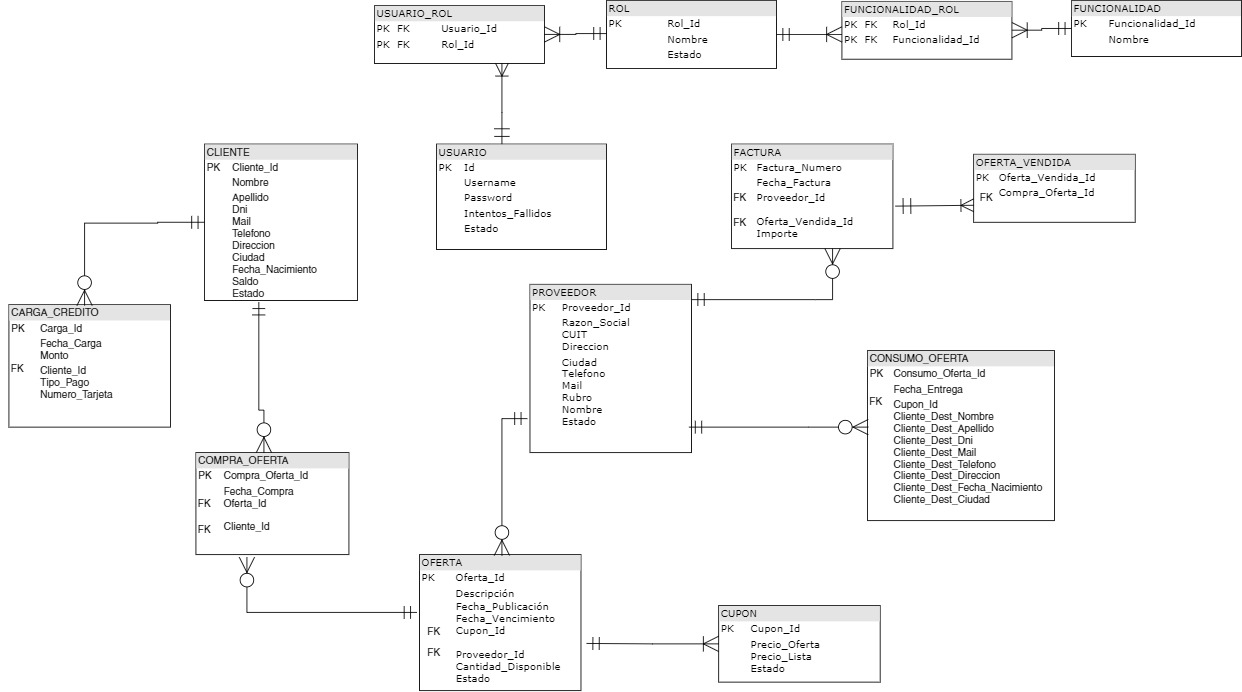 USUARIO_ROL
PK FK Usuario_Id
PK FK Rol_Id
ROL
PK Rol_Id
Nombre
Estado
FUNCIONALIDAD_ROL
PK FK Rol_Id
PK FK Funcionalidad_Id
FUNCIONALIDAD
PK Funcionalidad_Id
Nombre
CLIENTE
PK Cliente_Id
Nombre
Apellido
Dni
Mail
Telefono
Direccion
Ciudad
Fecha_Nacimiento
Saldo
Estado
USUARIO
PK Id
Username
Password
Intentos_Fallidos
Estado
FACTURA
PK Factura_Numero
Fecha_Factura
FK Proveedor_Id
FK Oferta_Vendida_Id
Importe
OFERTA_VENDIDA
PK Oferta_Vendida_Id
FK Compra_Oferta_Id
CARGA_CREDITO
PK Carga_Id
Fecha_Carga
Monto
FK Cliente_Id
Tipo_Pago
Numero_Tarjeta
PROVEEDOR
PK Proveedor_Id
Razon_Social
CUIT
Direccion
Ciudad
Telefono
Mail
Rubro
Nombre
Estado
CONSUMO_OFERTA
PK Consumo_Oferta_Id
Fecha_Entrega
FK Cupon_Id
Cliente_Dest_Nombre
Cliente_Dest_Apellido
Cliente_Dest_Dni
Cliente_Dest_Mail
Cliente_Dest_Telefono
Cliente_Dest_Direccion
Cliente_Dest_Fecha_Nacimiento
Cliente_Dest_Ciudad
COMPRA_OFERTA
PK Compra_Oferta_Id
Fecha_Compra
FK Oferta_Id
FK Cliente_Id
OFERTA
PK Oferta_Id
Descripción
Fecha_Publicación
Fecha_Vencimiento
FK Cupon_Id
FK Proveedor_Id
Cantidad_Disponible
Estado
CUPON
PK Cupon_Id
Precio_Oferta
Precio_Lista
Estado